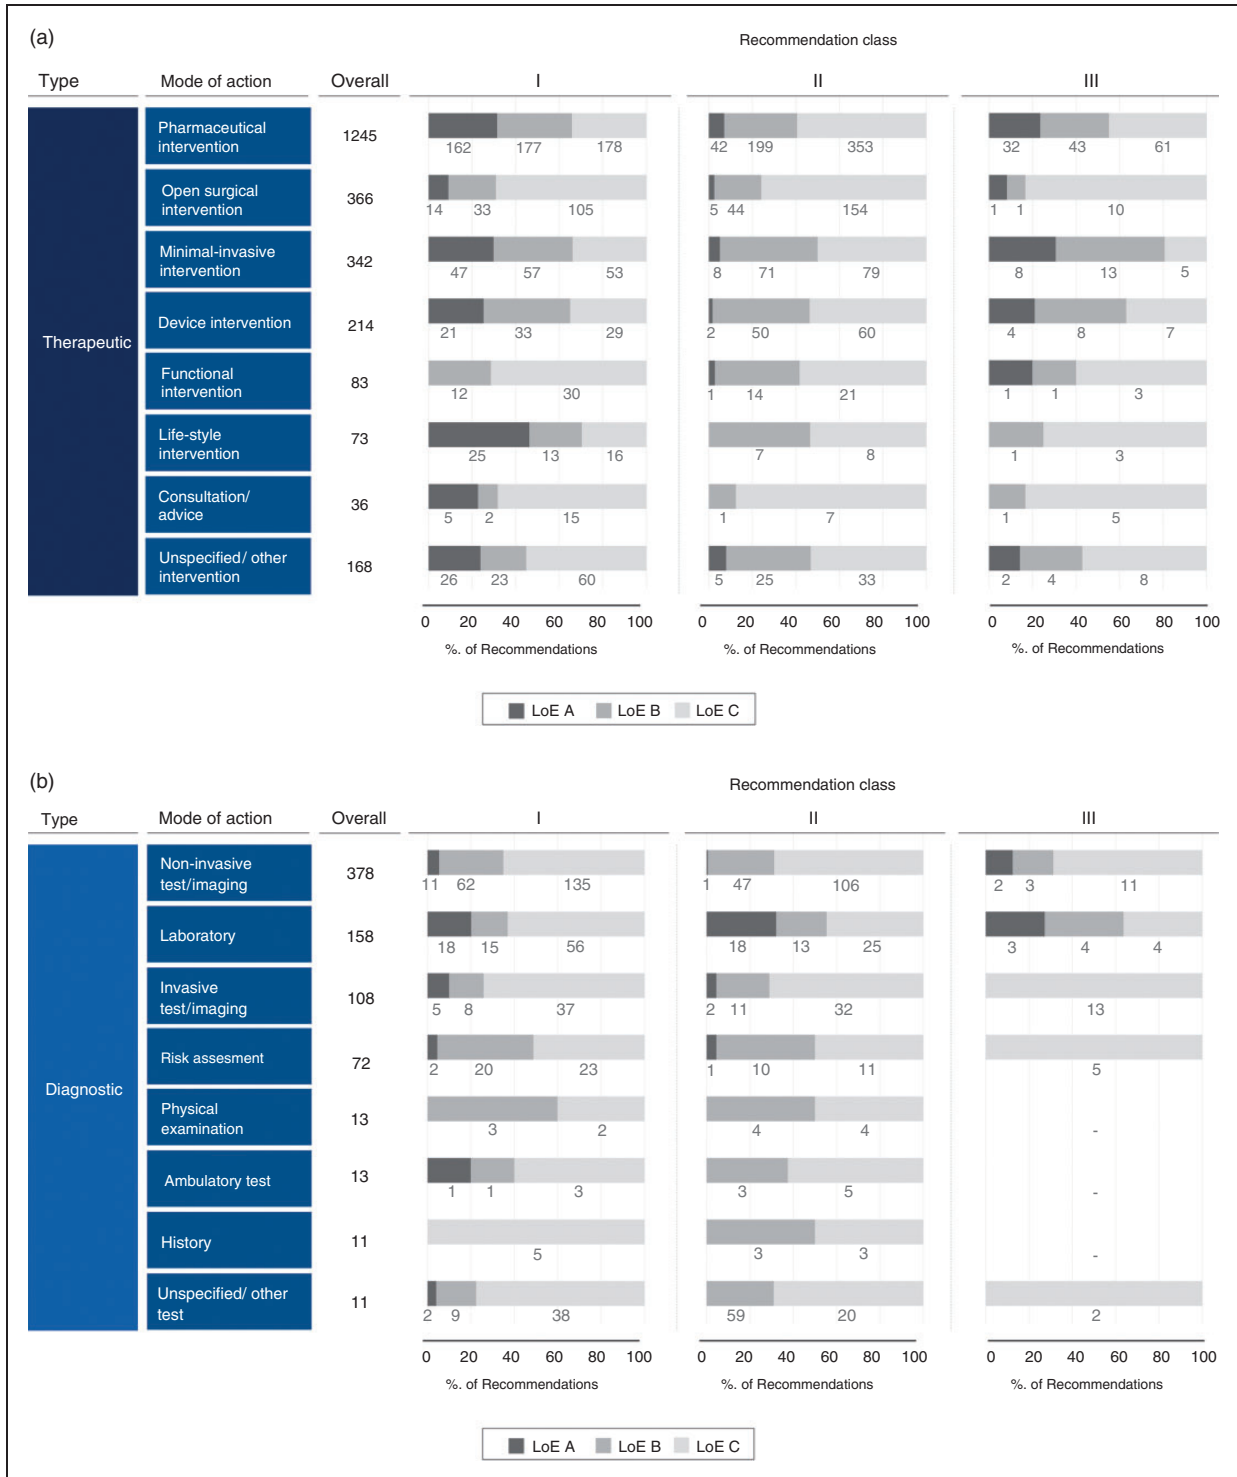 (a)
Recommendation class
Type Mode of action Overall I II III
Therapeutic
Pharmaceutical
intervention
1245
162 177 178
42 199 353
32 43 61
Open surgical
intervention
366
14 33 105
5 44 154
1 1 10
Minimal-invasive
intervention
342
47 57 53
8 71 79
8 13 5
Device intervention
214
21 33 29
2 50 60
4 8 7
Functional
intervention
83
12 30
1 14 21
1 1 3
Life-style
intervention
73
25 13 16
7 8
1 3
Consultation/
advice
36
5 2 15
1 7
1 5
Unspecified/ other
intervention
168
26 23 60
5 25 33
2 4 8
0 20 40 60 80 100
0 20 40 60 80 100
0 20 40 60 80 100
%. of Recommendations %. of Recommendations %. of Recommendations
LoE A LoE B LoE C
(b)
Recommendation class
Type Mode of action Overall I II III
Diagnostic
Non-invasive
test/imaging
378
11 62 135
1 47 106
2 3 11
Laboratory
158
18 15 56
18 13 25
3 4 4
Invasive
test/imaging
108
5 8 37
2 11 32
13
Risk assesment
72
2 20 23
1 10 11
5
Physical
examination
13
3 2
4 4
-
Ambulatory test
13
1 1 3
3 5
-
History
11
5
3 3
-
Unspecified/ other
test
11
2 9 38
59 20
2
0 20 40 60 80 100
0 20 40 60 80 100
0 20 40 60 80 100
%. of Recommendations %. of Recommendations %. of Recommendations
LoE A LoE B LoE C